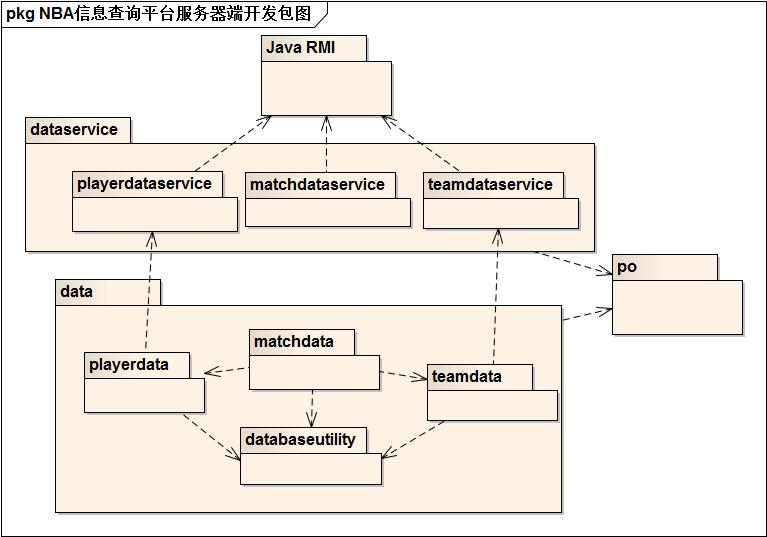 pkg NBA信息查询平台服务器端开发包图
Java RMI
dataservice
playerdataservice
matchdataservice
teamdataservice
po
data
matchdata
playerdata
teamdata
databaseutility